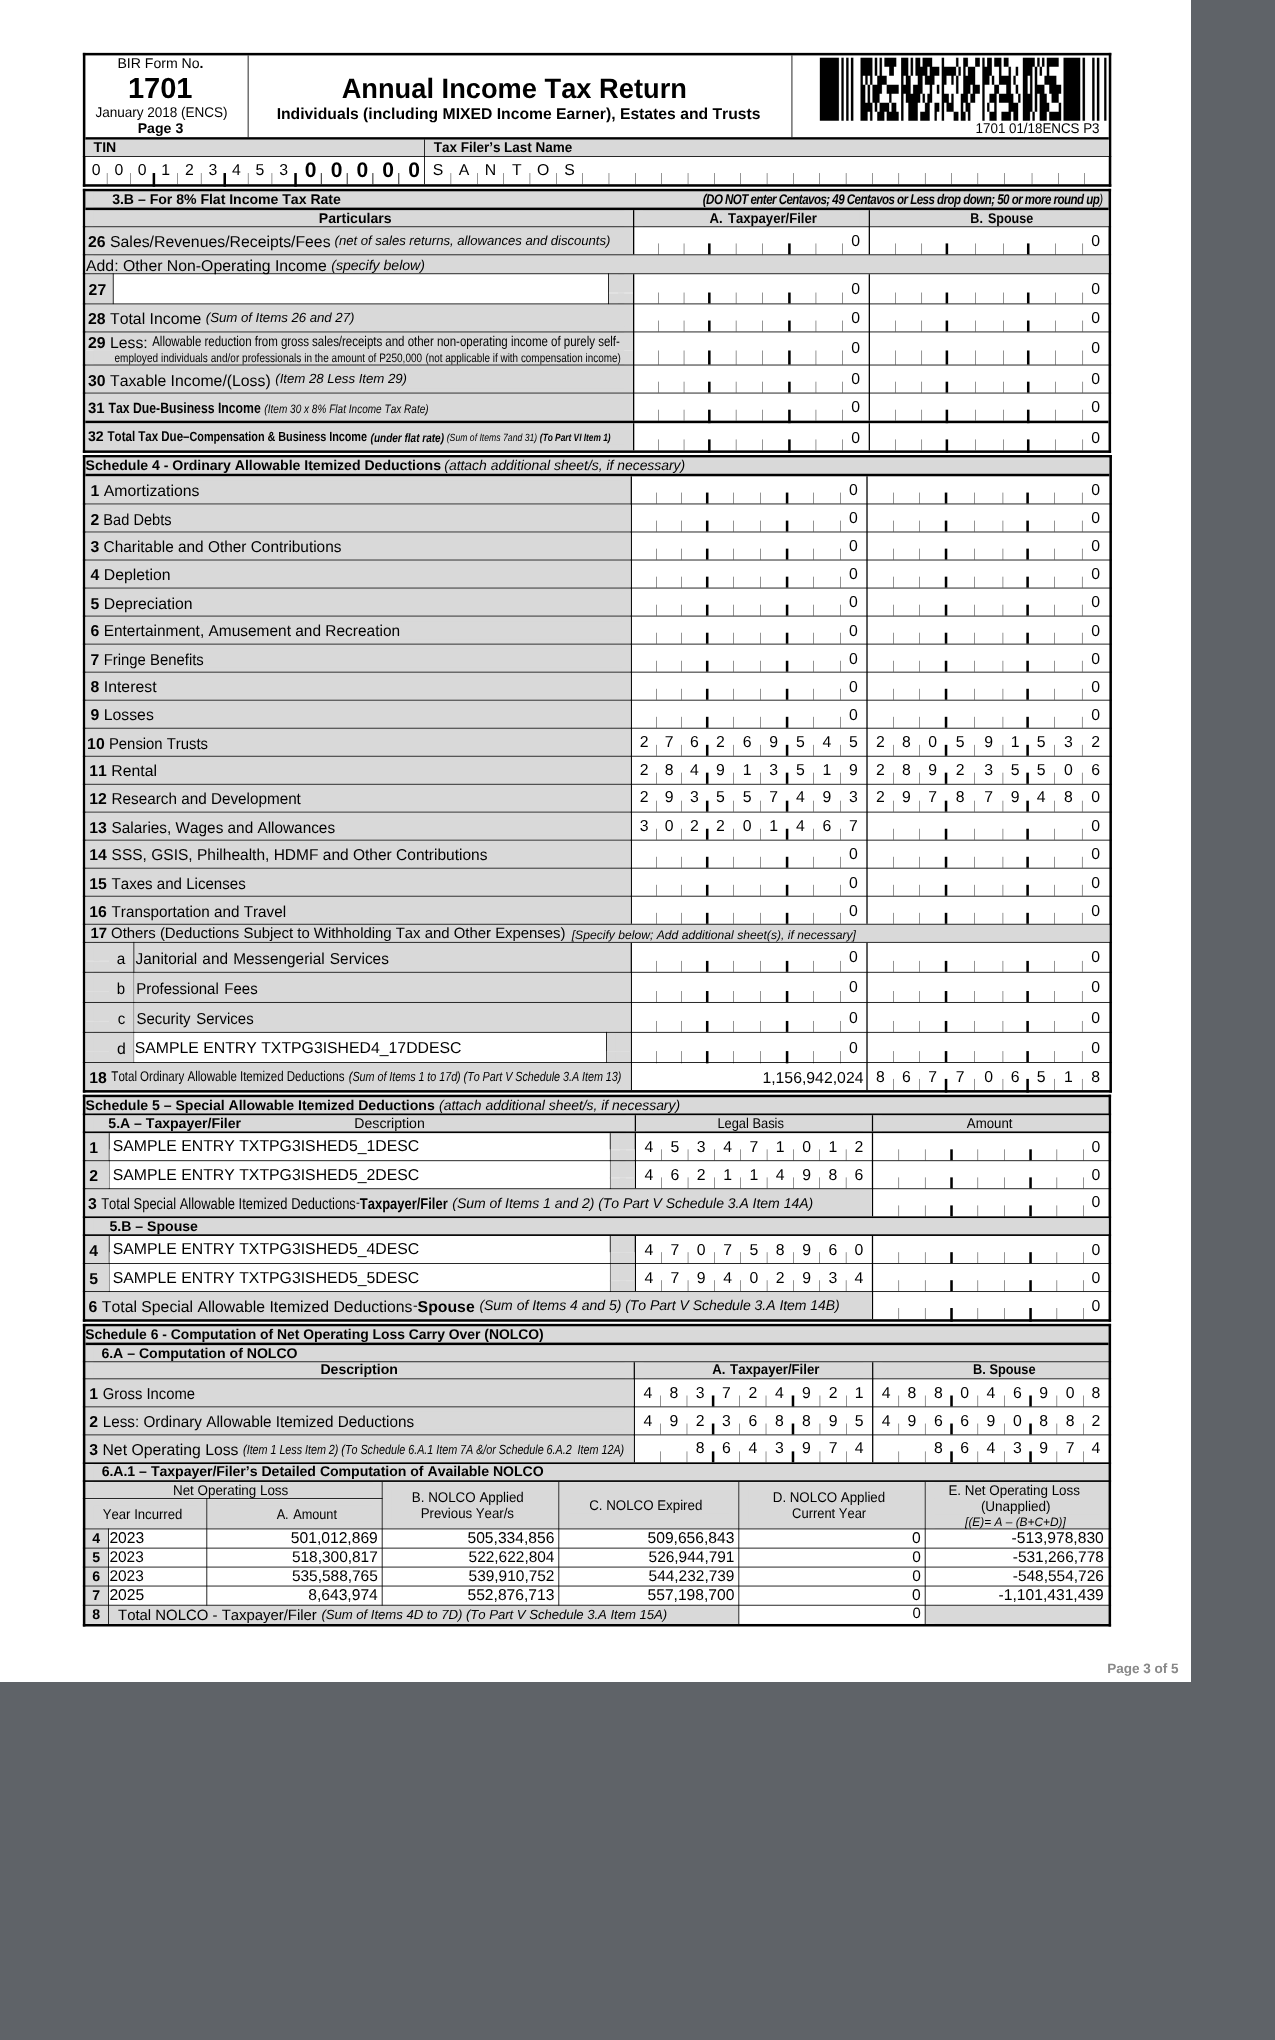 BIR Form No.
1701
January 2018 (ENCS)
Page 3
Annual Income Tax Return
Individuals (including MIXED Income Earner), Estates and Trusts
1701 01/18ENCS P3
TIN Tax Filer's Last Name
0 0 0 1 2 3 4 5 3 0 0 0 0 0 S A N T O S
3.B – For 8% Flat Income Tax Rate (DO NOT enter Centavos; 49 Centavos or Less drop down; 50 or more round up)
Particulars A. Taxpayer/Filer B. Spouse
26 Sales/Revenues/Receipts/Fees (net of sales returns, allowances and discounts) 0 0
Add: Other Non-Operating Income (specify below)
27 0 0
28 Total Income (Sum of Items 26 and 27) 0 0
29 Less: Allowable reduction from gross sales/receipts and other non-operating income of purely self-
employed individuals and/or professionals in the amount of P250,000 (not applicable if with compensation income) 0 0
30 Taxable Income/(Loss) (Item 28 Less Item 29) 0 0
31 Tax Due-Business Income (Item 30 x 8% Flat Income Tax Rate) 0 0
32 Total Tax Due–Compensation & Business Income (under flat rate) (Sum of Items 7and 31) (To Part VI Item 1) 0 0
Schedule 4 - Ordinary Allowable Itemized Deductions (attach additional sheet/s, if necessary)
1 Amortizations 0 0
2 Bad Debts 0 0
3 Charitable and Other Contributions 0 0
4 Depletion 0 0
5 Depreciation 0 0
6 Entertainment, Amusement and Recreation 0 0
7 Fringe Benefits 0 0
8 Interest 0 0
9 Losses 0 0
10 Pension Trusts 2 7 6 2 6 9 5 4 5 2 8 0 5 9 1 5 3 2
11 Rental 2 8 4 9 1 3 5 1 9 2 8 9 2 3 5 5 0 6
12 Research and Development 2 9 3 5 5 7 4 9 3 2 9 7 8 7 9 4 8 0
13 Salaries, Wages and Allowances 3 0 2 2 0 1 4 6 7 0
14 SSS, GSIS, Philhealth, HDMF and Other Contributions 0 0
15 Taxes and Licenses 0 0
16 Transportation and Travel 0 0
17 Others (Deductions Subject to Withholding Tax and Other Expenses) [Specify below; Add additional sheet(s), if necessary]
a Janitorial and Messengerial Services 0 0
b Professional Fees 0 0
c Security Services 0 0
d SAMPLE ENTRY TXTPG3ISHED4_17DDESC 0 0
18 Total Ordinary Allowable Itemized Deductions (Sum of Items 1 to 17d) (To Part V Schedule 3.A Item 13) 1,156,942,024 8 6 7 7 0 6 5 1 8
Schedule 5 – Special Allowable Itemized Deductions (attach additional sheet/s, if necessary)
5.A – Taxpayer/Filer Description Legal Basis Amount
1 SAMPLE ENTRY TXTPG3ISHED5_1DESC 4 5 3 4 7 1 0 1 2 0
2 SAMPLE ENTRY TXTPG3ISHED5_2DESC 4 6 2 1 1 4 9 8 6 0
3 Total Special Allowable Itemized Deductions-Taxpayer/Filer (Sum of Items 1 and 2) (To Part V Schedule 3.A Item 14A) 0
5.B – Spouse
4 SAMPLE ENTRY TXTPG3ISHED5_4DESC 4 7 0 7 5 8 9 6 0 0
5 SAMPLE ENTRY TXTPG3ISHED5_5DESC 4 7 9 4 0 2 9 3 4 0
6 Total Special Allowable Itemized Deductions-Spouse (Sum of Items 4 and 5) (To Part V Schedule 3.A Item 14B) 0
Schedule 6 - Computation of Net Operating Loss Carry Over (NOLCO)
6.A – Computation of NOLCO
Description A. Taxpayer/Filer B. Spouse
1 Gross Income 4 8 3 7 2 4 9 2 1 4 8 8 0 4 6 9 0 8
2 Less: Ordinary Allowable Itemized Deductions 4 9 2 3 6 8 8 9 5 4 9 6 6 9 0 8 8 2
3 Net Operating Loss (Item 1 Less Item 2) (To Schedule 6.A.1 Item 7A &/or Schedule 6.A.2 Item 12A) 8 6 4 3 9 7 4 8 6 4 3 9 7 4
6.A.1 – Taxpayer/Filer's Detailed Computation of Available NOLCO
Net Operating Loss
Year Incurred A. Amount
B. NOLCO Applied
Previous Year/s
C. NOLCO Expired
D. NOLCO Applied
Current Year
E. Net Operating Loss
(Unapplied)
[(E)= A – (B+C+D)]
4 2023 501,012,869 505,334,856 509,656,843 0 -513,978,830
5 2023 518,300,817 522,622,804 526,944,791 0 -531,266,778
6 2023 535,588,765 539,910,752 544,232,739 0 -548,554,726
7 2025 8,643,974 552,876,713 557,198,700 0 -1,101,431,439
8 Total NOLCO - Taxpayer/Filer (Sum of Items 4D to 7D) (To Part V Schedule 3.A Item 15A) 0
Page 3 of 5